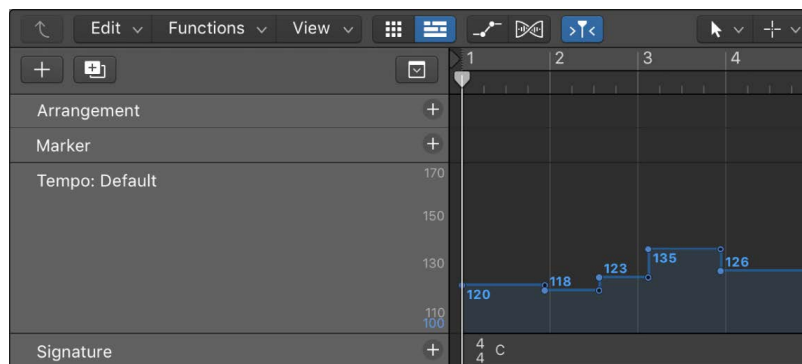 Edit Functions View
1 2 3 4
Arrangement
Marker
Tempo: Default
170
150
130
110
100
120 118 123 135 126
Signature
4/4 C